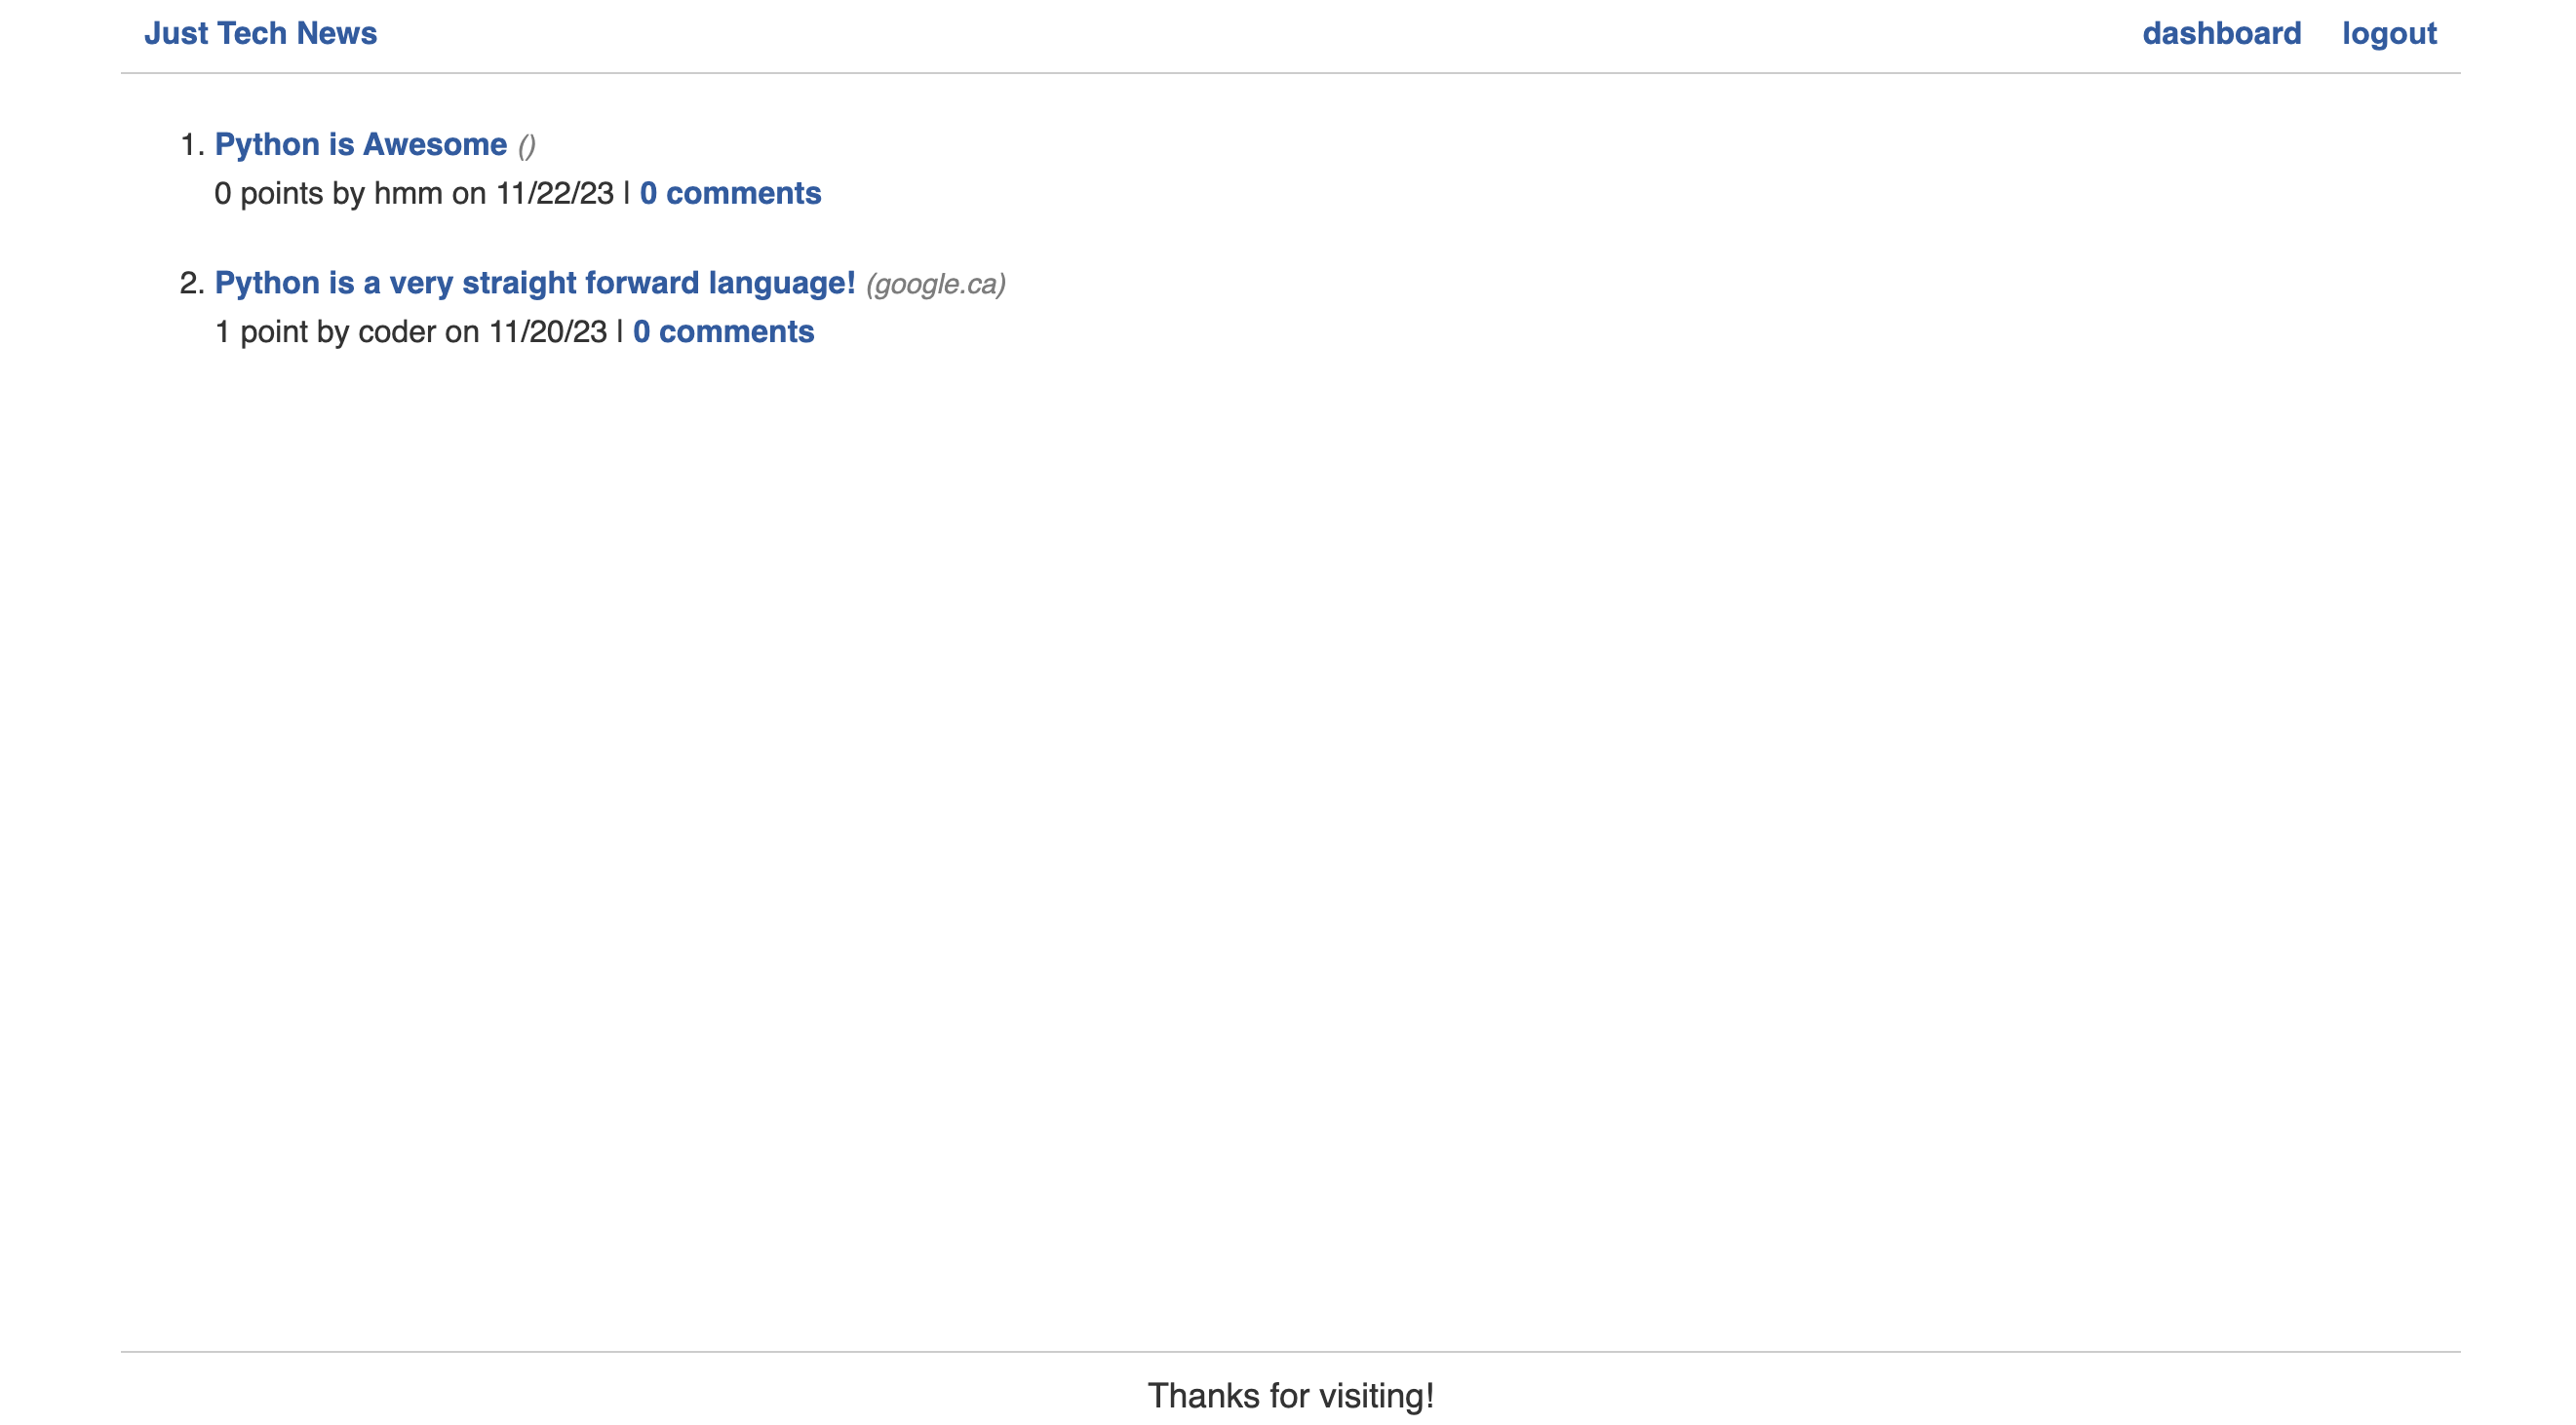 Just Tech News dashboard logout
1. Python is Awesome ()
0 points by hmm on 11/22/23 | 0 comments
2. Python is a very straight forward language! (google.ca)
1 point by coder on 11/20/23 | 0 comments
Thanks for visiting!